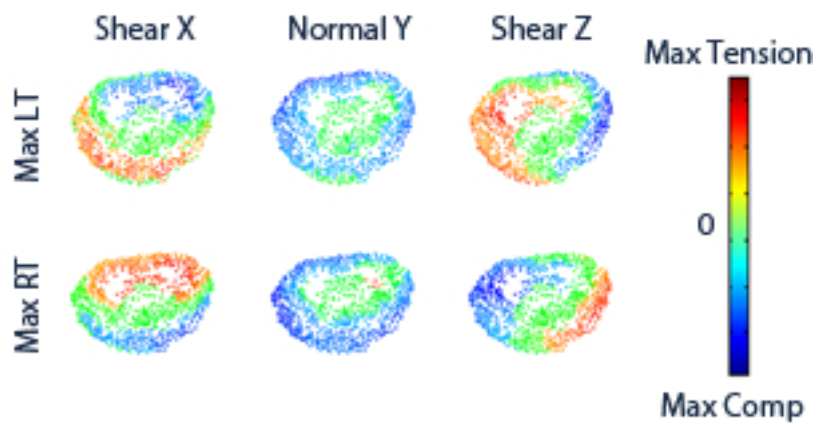 Shear X
Normal Y
Shear Z
Max Tension
Max LT
0
Max RT
Max Comp